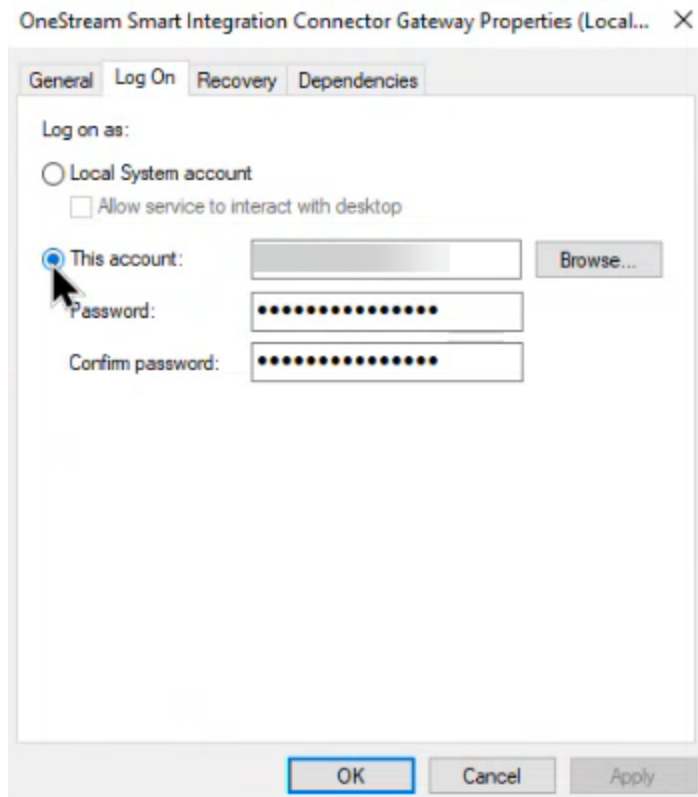 OneStream Smart Integration Connector Gateway Properties (Local...
General Log On Recovery Dependencies
Log on as:
Local System account
Allow service to interact with desktop
This account:
Browse...
Password: •••••••••••••••
Confirm password: •••••••••••••••
OK Cancel Apply